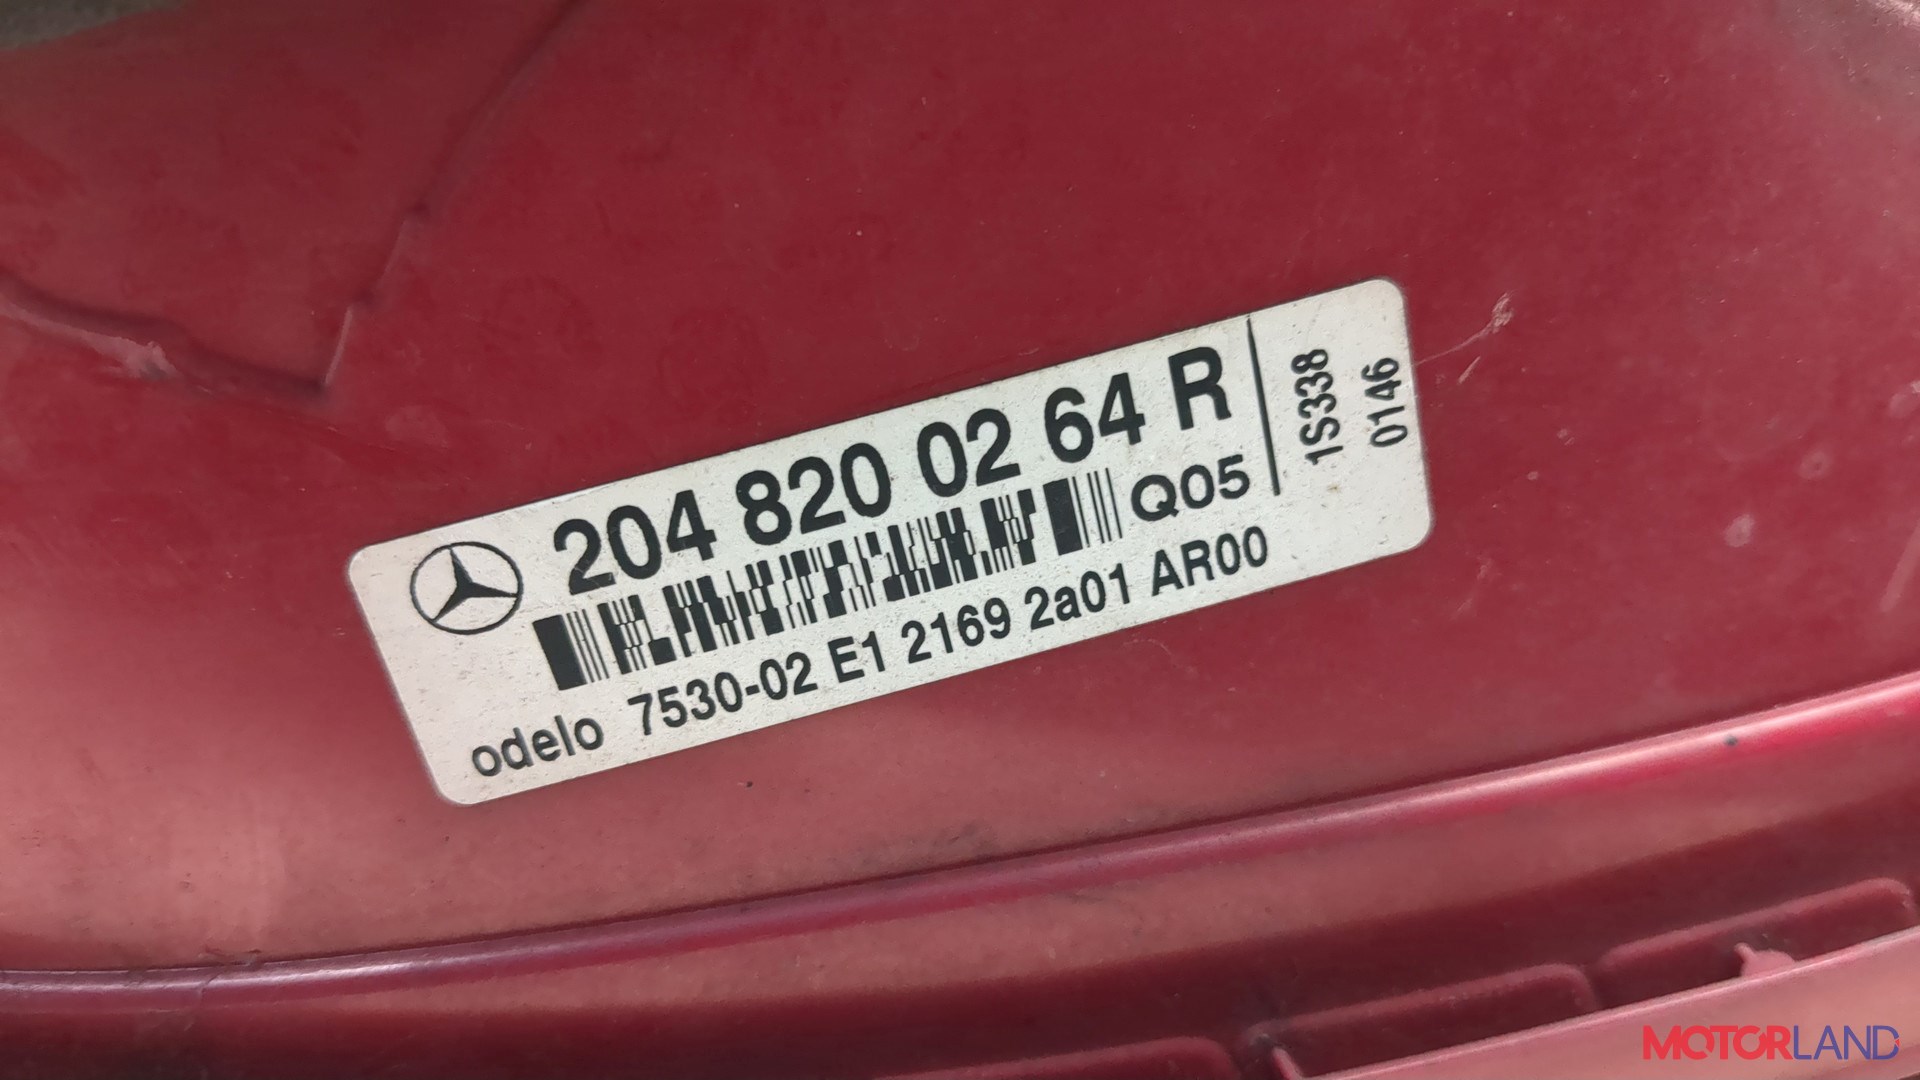 204 820 02 64 R
Q05
odelo 7530-02 E1 2169 2a01 AR00
1S338
0146
MOTORLAND